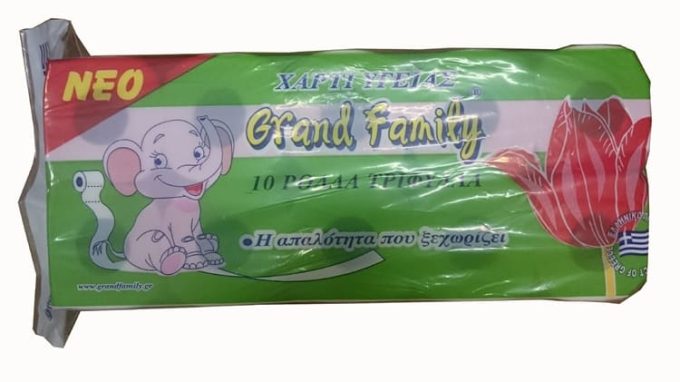 ΝΕΟ
ΧΑΡΤΙ ΥΓΕΙΑΣ
Grand Family ®
10 ΡΟΛΛΑ ΤΡΙΦΥΛΛΑ
•Η απαλότητα που ξεχωρίζει
www.grandfamily.gr